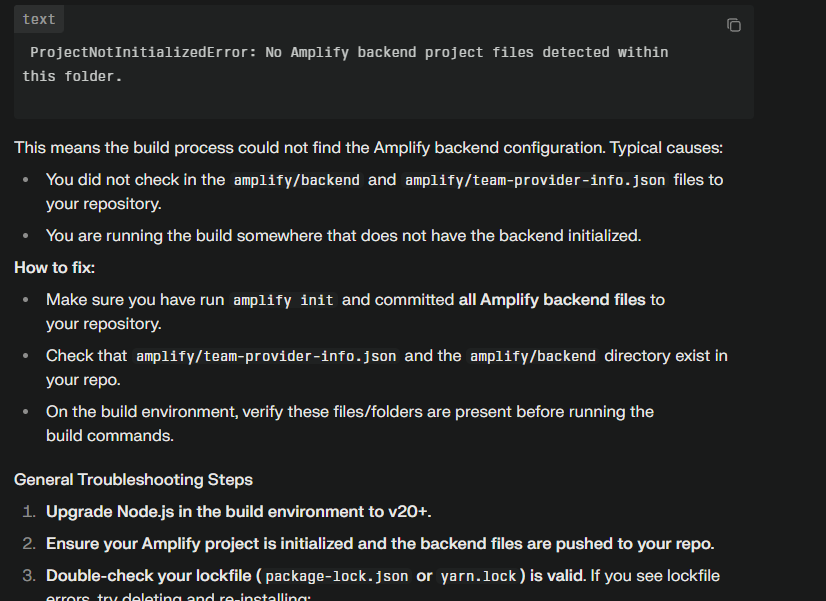 text
ProjectNotInitializedError: No Amplify backend project files detected within
this folder.
This means the build process could not find the Amplify backend configuration. Typical causes:
• You did not check in the amplify/backend and amplify/team-provider-info.json files to
your repository.
• You are running the build somewhere that does not have the backend initialized.
How to fix:
• Make sure you have run amplify init and committed all Amplify backend files to
your repository.
• Check that amplify/team-provider-info.json and the amplify/backend directory exist in
your repo.
• On the build environment, verify these files/folders are present before running the
build commands.
General Troubleshooting Steps
1. Upgrade Node.js in the build environment to v20+.
2. Ensure your Amplify project is initialized and the backend files are pushed to your repo.
3. Double-check your lockfile (package-lock.json or yarn.lock) is valid. If you see lockfile
errors, try deleting and re-installing: